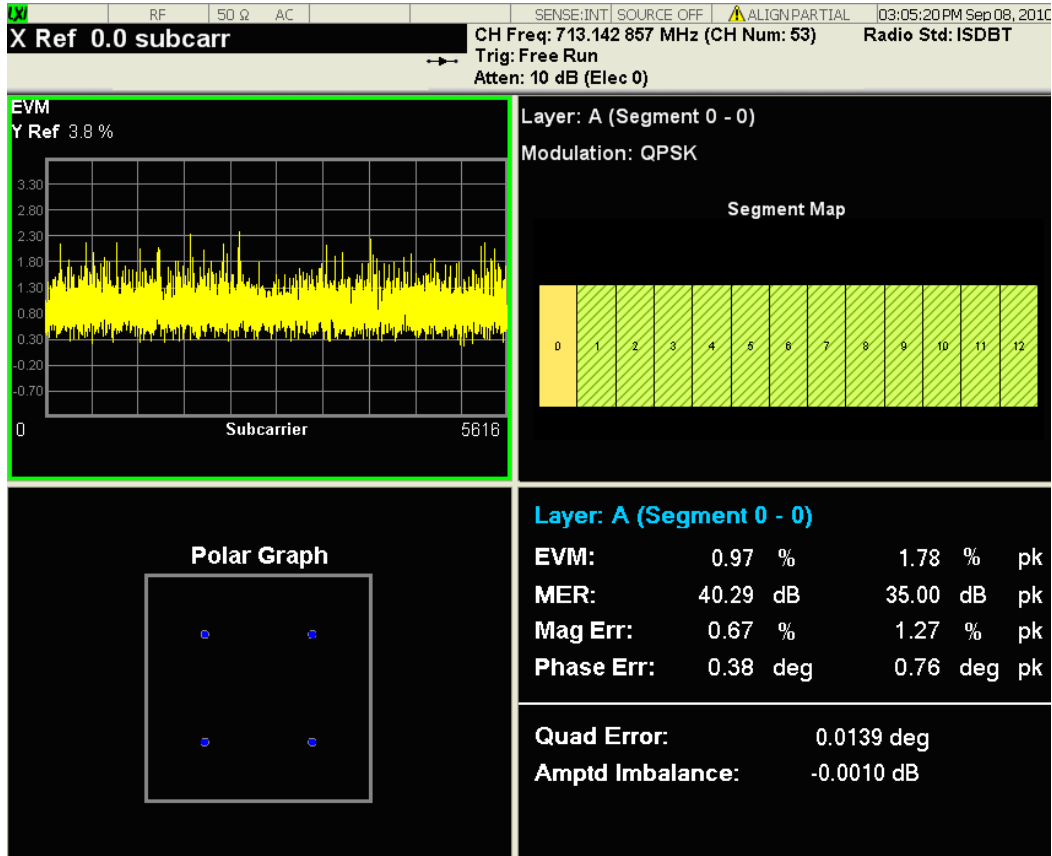 LXI RF 50 Ω AC SENSE:INT SOURCE OFF ALIGN PARTIAL 03:05:20 PM Sep 08, 2010
X Ref 0.0 subcarr
CH Freq: 713.142 857 MHz (CH Num: 53) Radio Std: ISDBT
Trig: Free Run
Atten: 10 dB (Elec 0)
EVM
Y Ref 3.8 %
3.30
2.80
2.30
1.80
1.30
0.80
0.30
-0.20
-0.70
0 Subcarrier 5616
Layer: A (Segment 0 - 0)
Modulation: QPSK
Segment Map
0 1 2 3 4 5 6 7 8 9 10 11 12
Polar Graph
Layer: A (Segment 0 - 0)
EVM: 0.97 % 1.78 % pk
MER: 40.29 dB 35.00 dB pk
Mag Err: 0.67 % 1.27 % pk
Phase Err: 0.38 deg 0.76 deg pk
Quad Error: 0.0139 deg
Amptd Imbalance: -0.0010 dB